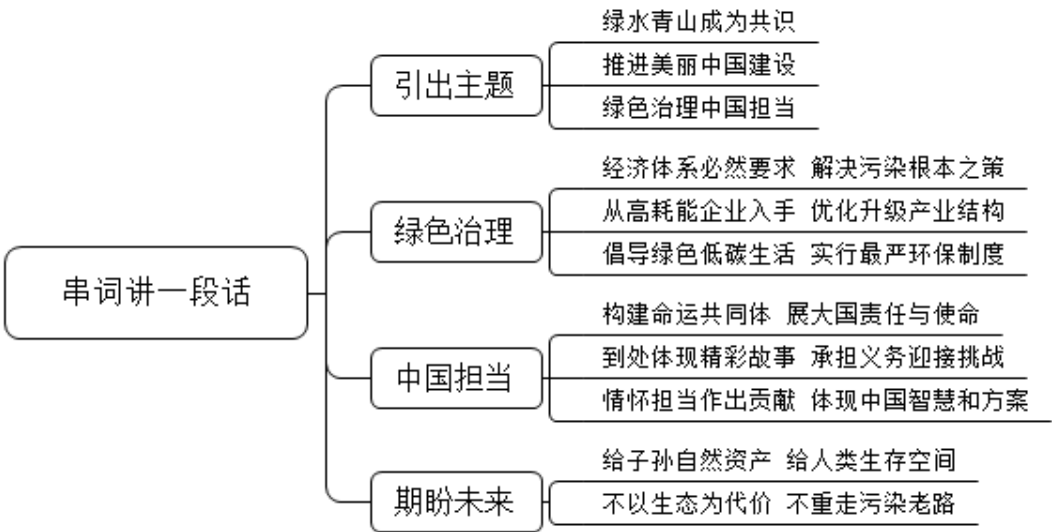 串词讲一段话
引出主题
绿水青山成为共识
推进美丽中国建设
绿色治理中国担当
绿色治理
经济体系必然要求 解决污染根本之策
从高耗能企业入手 优化升级产业结构
倡导绿色低碳生活 实行最严环保制度
中国担当
构建命运共同体 展大国责任与使命
到处体现精彩故事 承担义务迎接挑战
情怀担当作出贡献 体现中国智慧和方案
期盼未来
给子孙自然资产 给人类生存空间
不以生态为代价 不重走污染老路